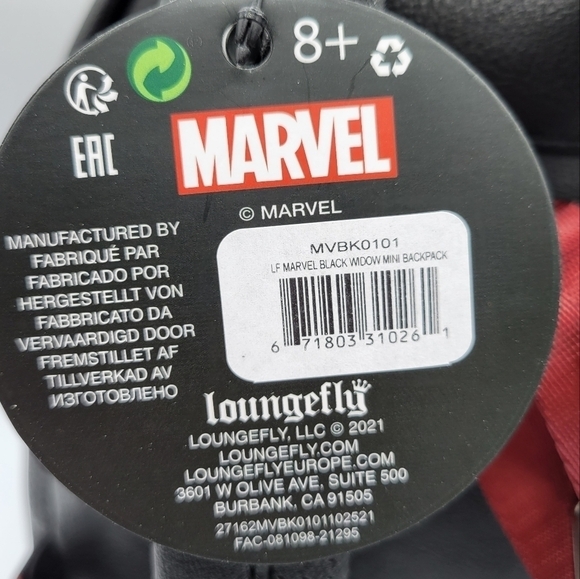 8+
EAC
MARVEL
© MARVEL
MANUFACTURED BY
FABRIQUÉ PAR
FABRICADO POR
HERGESTELLT VON
FABBRICATO DA
VERVAARDIGD DOOR
FREMSTILLET AF
TILLVERKAD AV
ИЗГОТОВЛЕНО
MVBK0101
LF MARVEL BLACK WIDOW MINI BACKPACK
6 71803 31026 1
loungefly
LOUNGEFLY, LLC © 2021
LOUNGEFLY.COM
LOUNGEFLYEUROPE.COM
3601 W OLIVE AVE, SUITE 500
BURBANK, CA 91505
27162MVBK0101102521
FAC-081098-21295